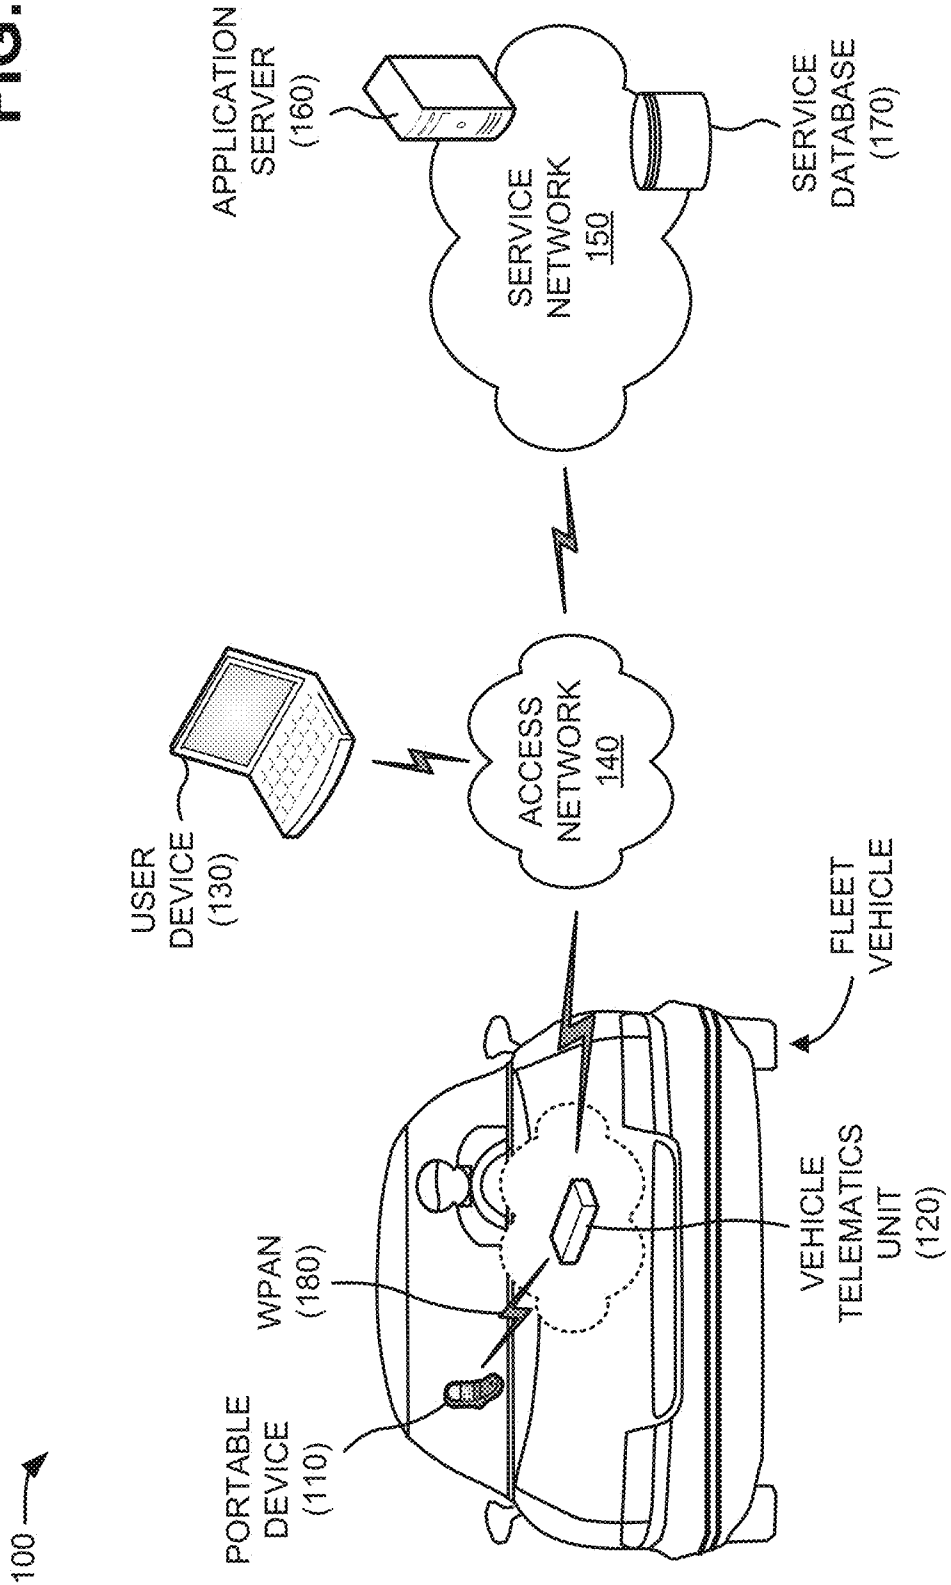 FIG.
100
PORTABLE
DEVICE
(110)
WPAN
(180)
USER
DEVICE
(130)
APPLICATION
SERVER
(160)
ACCESS
NETWORK
140
SERVICE
NETWORK
150
SERVICE
DATABASE
(170)
VEHICLE
TELEMATICS
UNIT
(120)
FLEET
VEHICLE